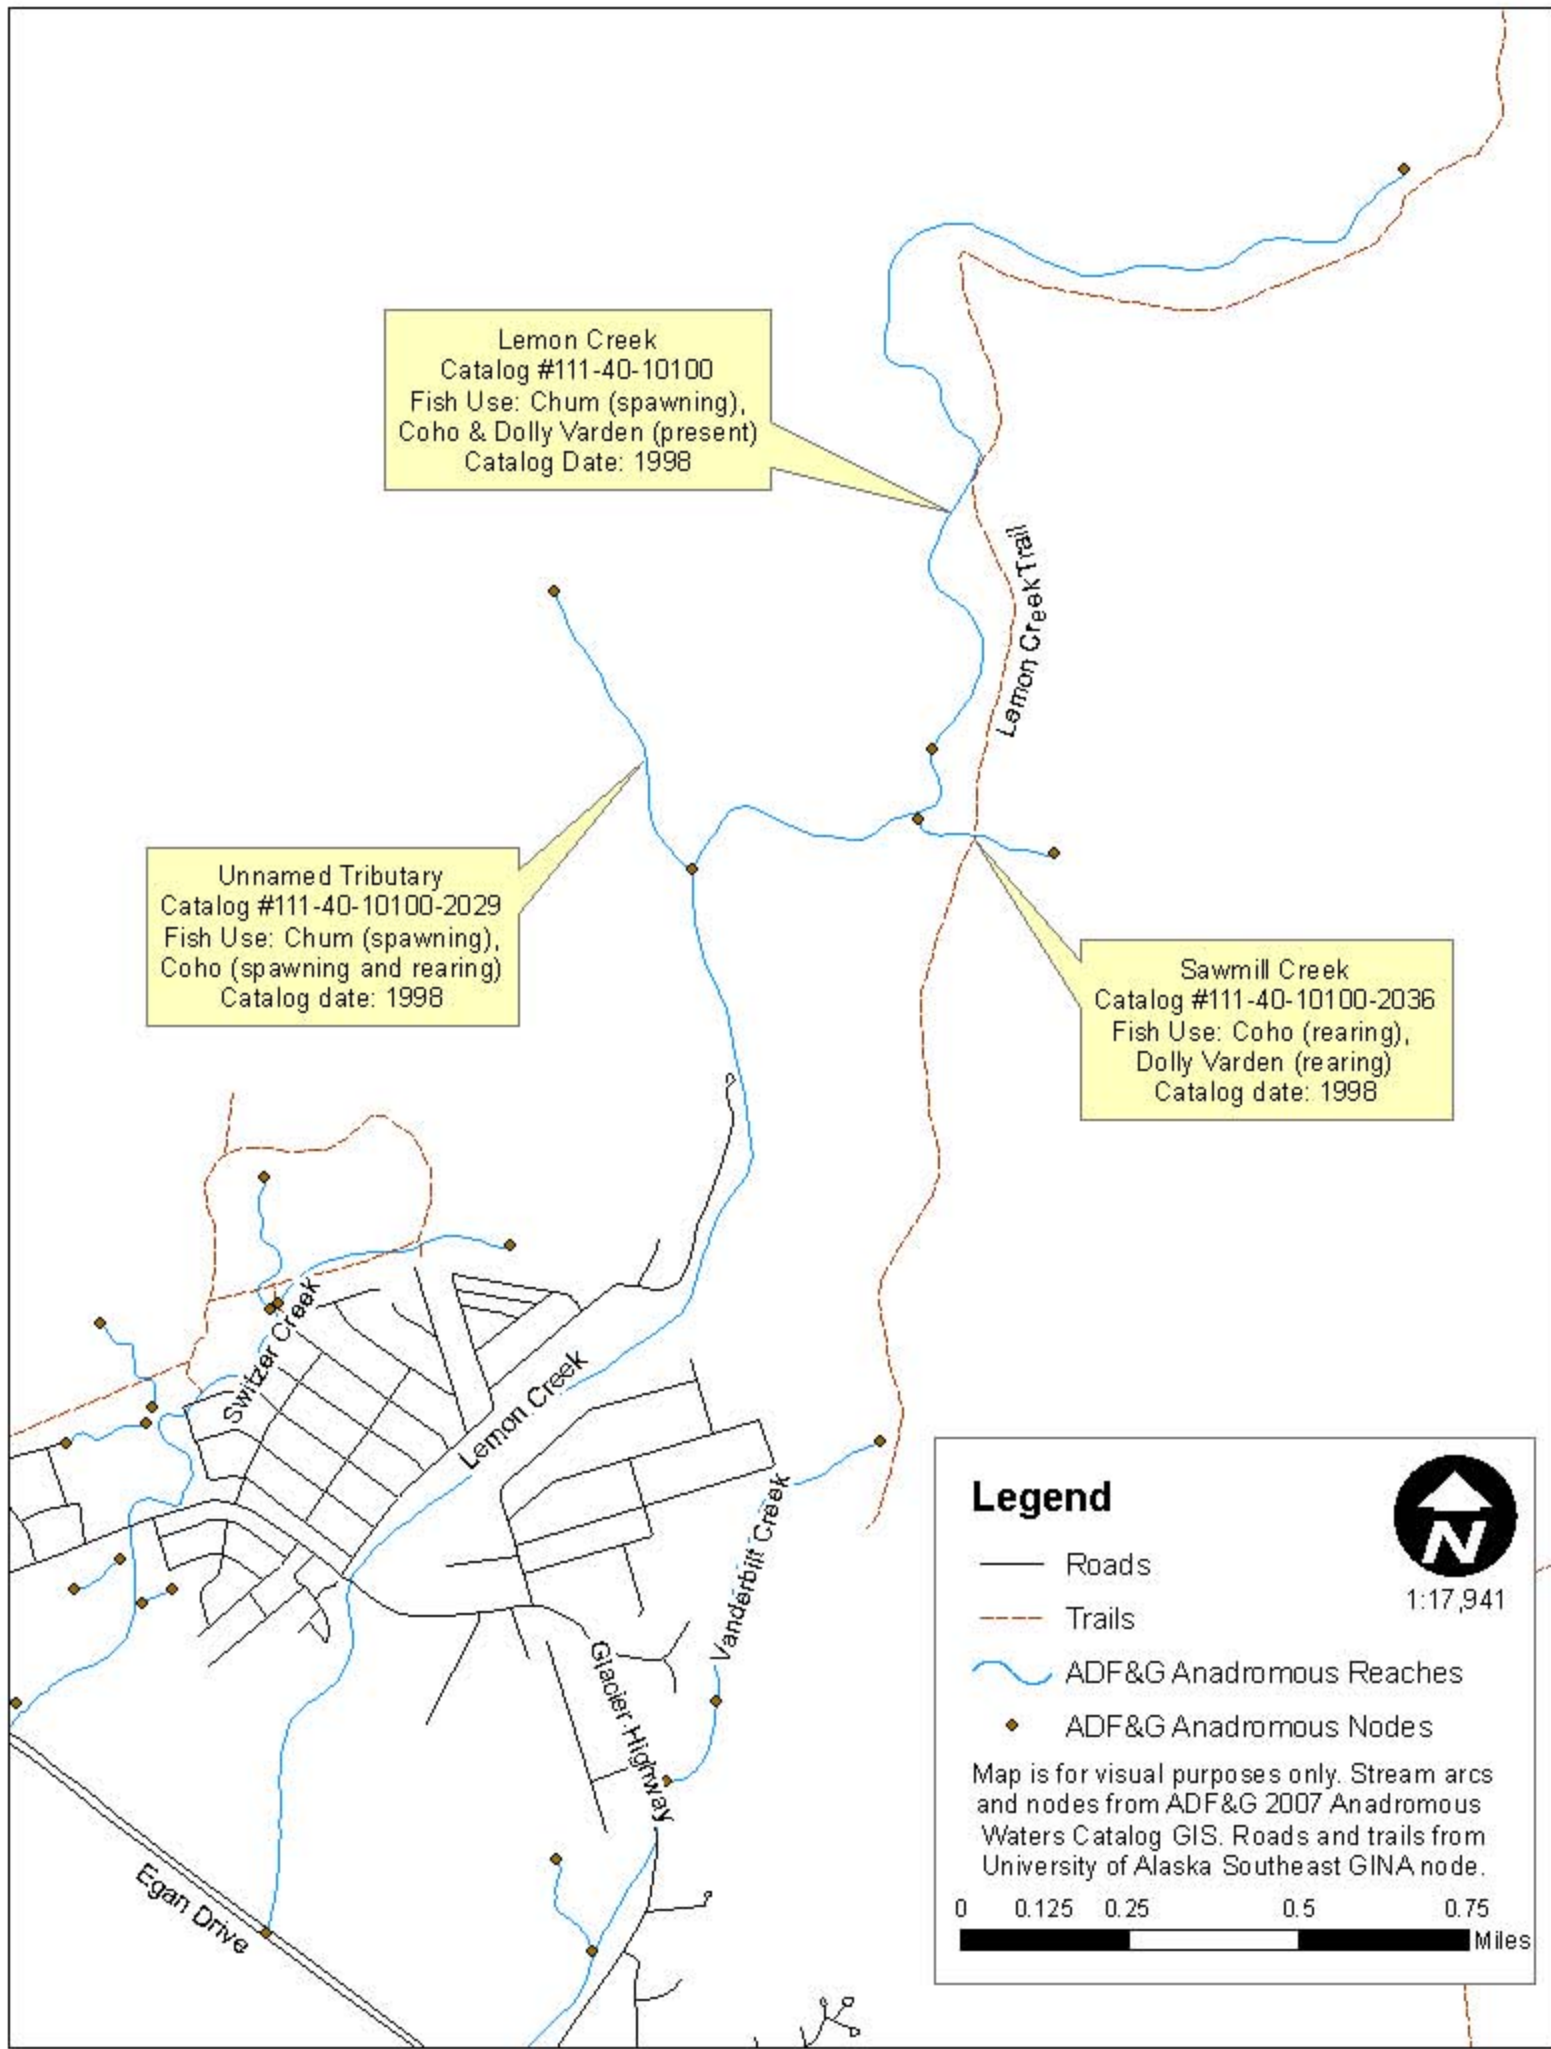 Lemon Creek
Catalog #111-40-10100
Fish Use: Chum (spawning),
Coho & Dolly Varden (present)
Catalog Date: 1998
Lemon Creek Trail
Unnamed Tributary
Catalog #111-40-10100-2029
Fish Use: Chum (spawning),
Coho (spawning and rearing)
Catalog date: 1998
Sawmill Creek
Catalog #111-40-10100-2036
Fish Use: Coho (rearing),
Dolly Varden (rearing)
Catalog date: 1998
Switzer Creek
Lemon Creek
Vanderbilt Creek
Glacier Highway
Egan Drive
Legend
N
1:17,941
Roads
Trails
ADF&G Anadromous Reaches
ADF&G Anadromous Nodes
Map is for visual purposes only. Stream arcs
and nodes from ADF&G 2007 Anadromous
Waters Catalog GIS. Roads and trails from
University of Alaska Southeast GINA node.
0 0.125 0.25 0.5 0.75
Miles